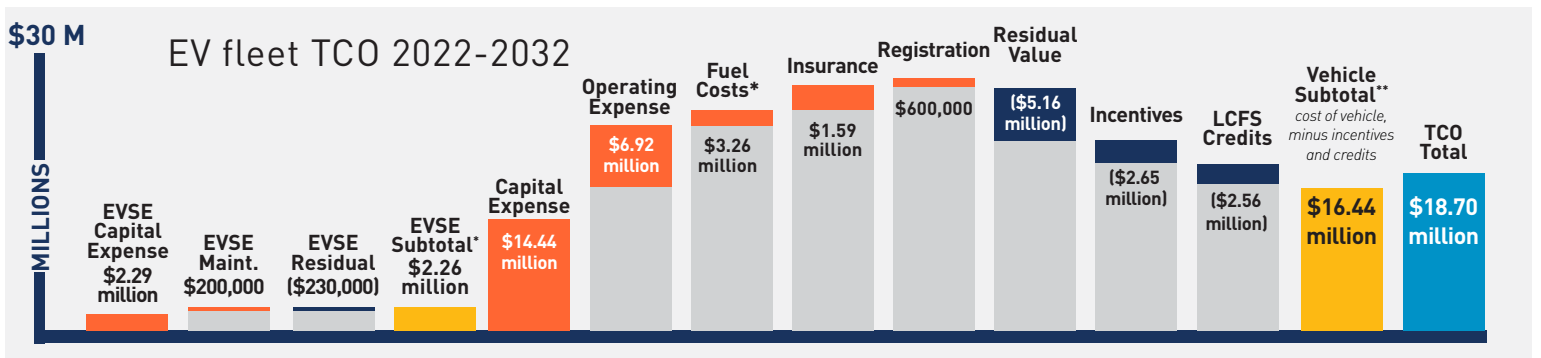 $30 M
MILLIONS
EV fleet TCO 2022-2032
EVSE
Capital
Expense
$2.29
million
EVSE
Maint.
$200,000
EVSE
Residual
($230,000)
EVSE
Subtotal*
$2.26
million
Capital
Expense
$14.44
million
Operating
Expense
$6.92
million
Fuel
Costs*
$3.26
million
Insurance
$1.59
million
Registration
$600,000
Residual
Value
($5.16
million)
Incentives
($2.65
million)
LCFS
Credits
($2.56
million)
Vehicle
Subtotal**
cost of vehicle,
minus incentives
and credits
$16.44
million
TCO
Total
$18.70
million